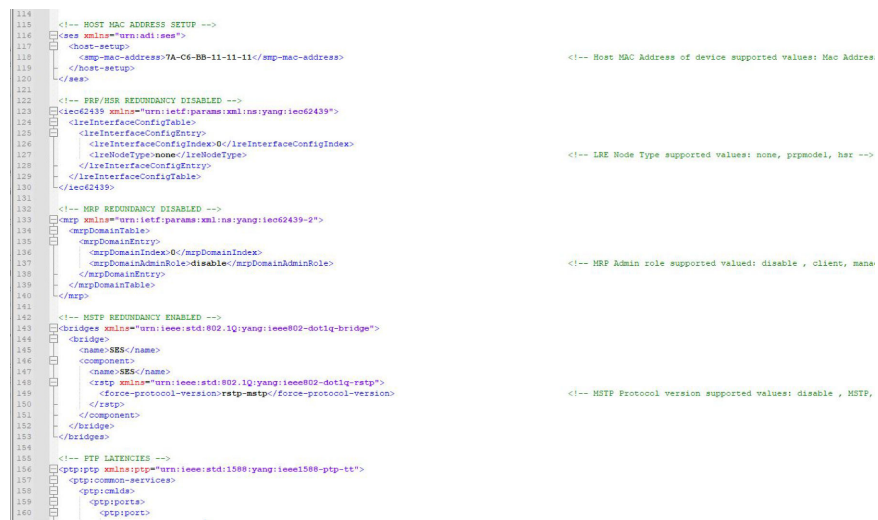 114
115 <!-- HOST MAC ADDRESS SETUP -->
116 <ses xmlns="urn:adi:ses">
117 <host-setup>
118 <smp-mac-address>7A-C6-BB-11-11-11</smp-mac-address> <!-- Host MAC Address of device supported values: Mac Addres
119 </host-setup>
120 </ses>
121
122 <!-- PRP/HSR REDUNDANCY DISABLED -->
123 <iec62439 xmlns="urn:ietf:params:xml:ns:yang:iec62439">
124 <lreInterfaceConfigTable>
125 <lreInterfaceConfigEntry>
126 <lreInterfaceConfigIndex>0</lreInterfaceConfigIndex>
127 <lreNodeType>none</lreNodeType> <!-- LRE Node Type supported values: none, prpmode1, hsr -->
128 </lreInterfaceConfigEntry>
129 </lreInterfaceConfigTable>
130 </iec62439>
131
132 <!-- MRP REDUNDANCY DISABLED -->
133 <mrp xmlns="urn:ietf:params:xml:ns:yang:iec62439-2">
134 <mrpDomainTable>
135 <mrpDomainEntry>
136 <mrpDomainIndex>0</mrpDomainIndex>
137 <mrpDomainAdminRole>disable</mrpDomainAdminRole> <!-- MRP Admin role supported valued: disable , client, mana
138 </mrpDomainEntry>
139 </mrpDomainTable>
140 </mrp>
141
142 <!-- MSTP REDUNDANCY ENABLED -->
143 <bridges xmlns="urn:ieee:std:802.1Q:yang:ieee802-dot1q-bridge">
144 <bridge>
145 <name>SES</name>
146 <component>
147 <name>SES</name>
148 <rstp xmlns="urn:ieee:std:802.1Q:yang:ieee802-dot1q-rstp">
149 <force-protocol-version>rstp-mstp</force-protocol-version> <!-- MSTP Protocol version supported values: disable , MSTP,
150 </rstp>
151 </component>
152 </bridge>
153 </bridges>
154
155 <!-- PTP LATENCIES -->
156 <ptp:ptp xmlns:ptp="urn:ieee:std:1588:yang:ieee1588-ptp-tt">
157 <ptp:common-services>
158 <ptp:cmlds>
159 <ptp:ports>
160 <ptp:port>